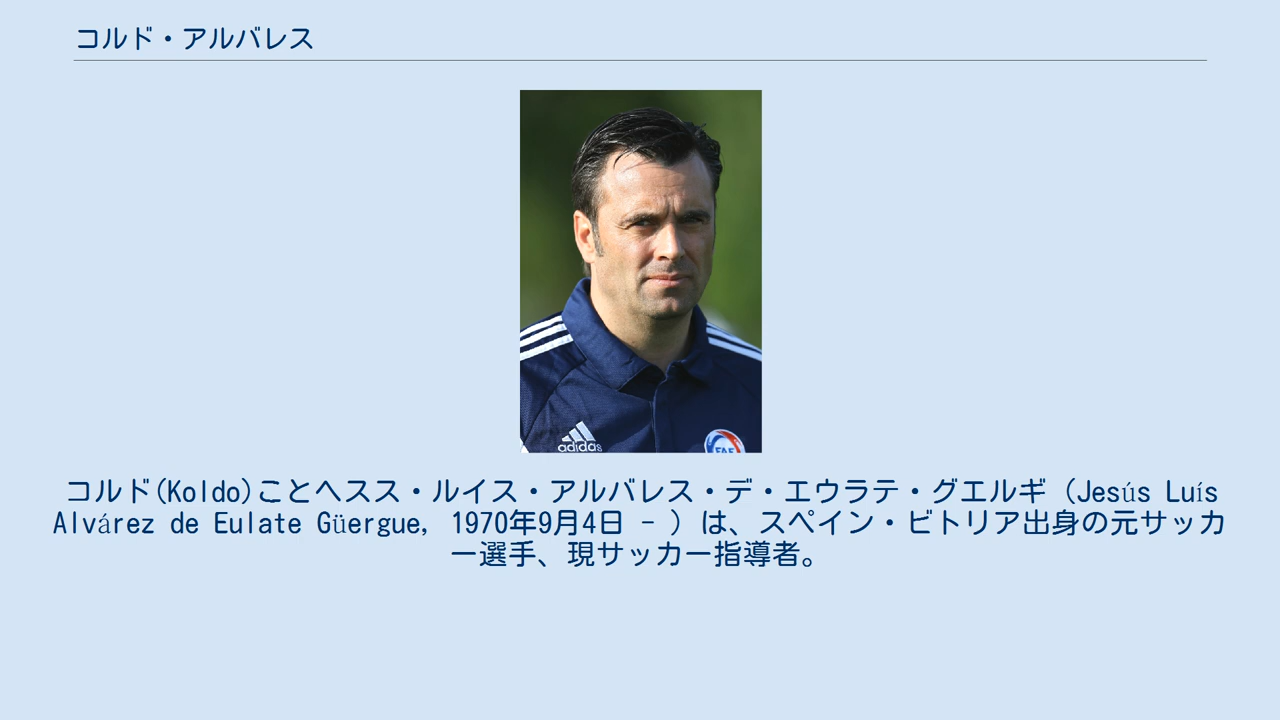 コルド・アルバレス
adidas
FAF
コルド(Koldo)ことヘスス・ルイス・アルバレス・デ・エウラテ・グエルギ（Jesús Luís
Alvárez de Eulate Güergue, 1970年9月4日 - ）は、スペイン・ビトリア出身の元サッカ
ー選手、現サッカー指導者。